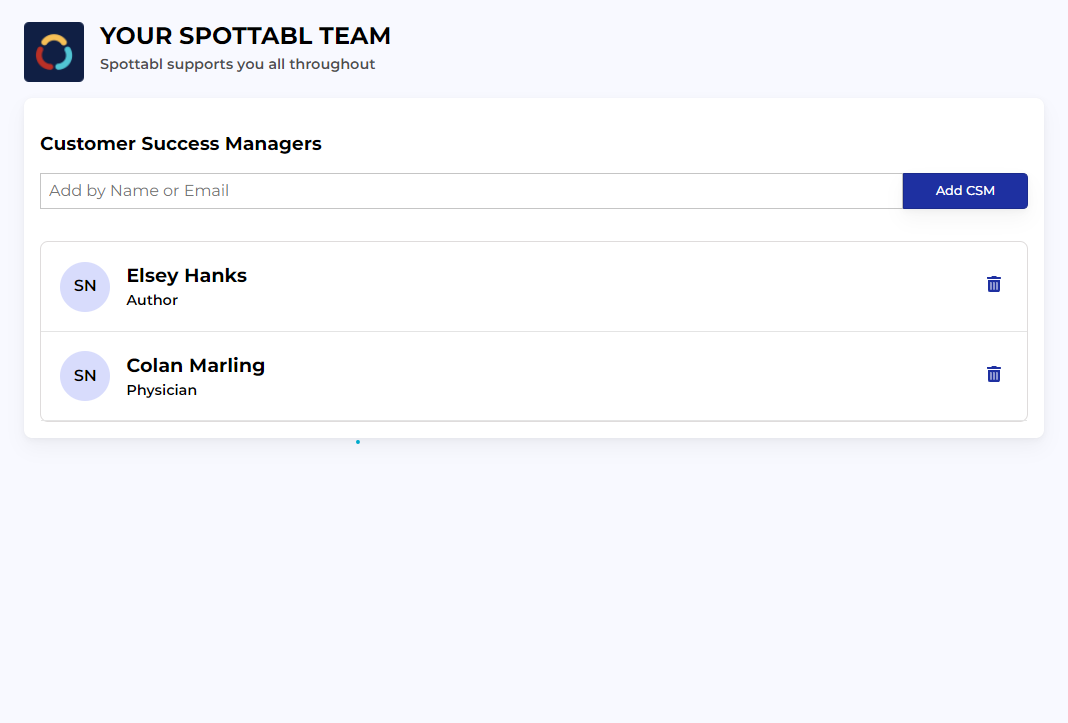 YOUR SPOTTABL TEAM
Spottabl supports you all throughout
Customer Success Managers
Add by Name or Email
Add CSM
SN
Elsey Hanks
Author
SN
Colan Marling
Physician